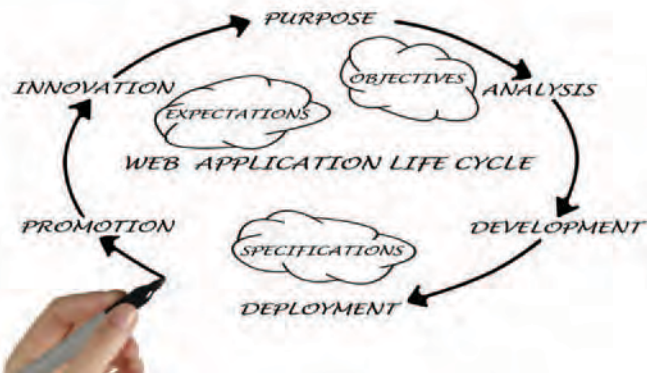 PURPOSE
OBJECTIVES
INNOVATION
ANALYSIS
EXPECTATIONS
WEB APPLICATION LIFE CYCLE
PROMOTION
DEVELOPMENT
SPECIFICATIONS
DEPLOYMENT